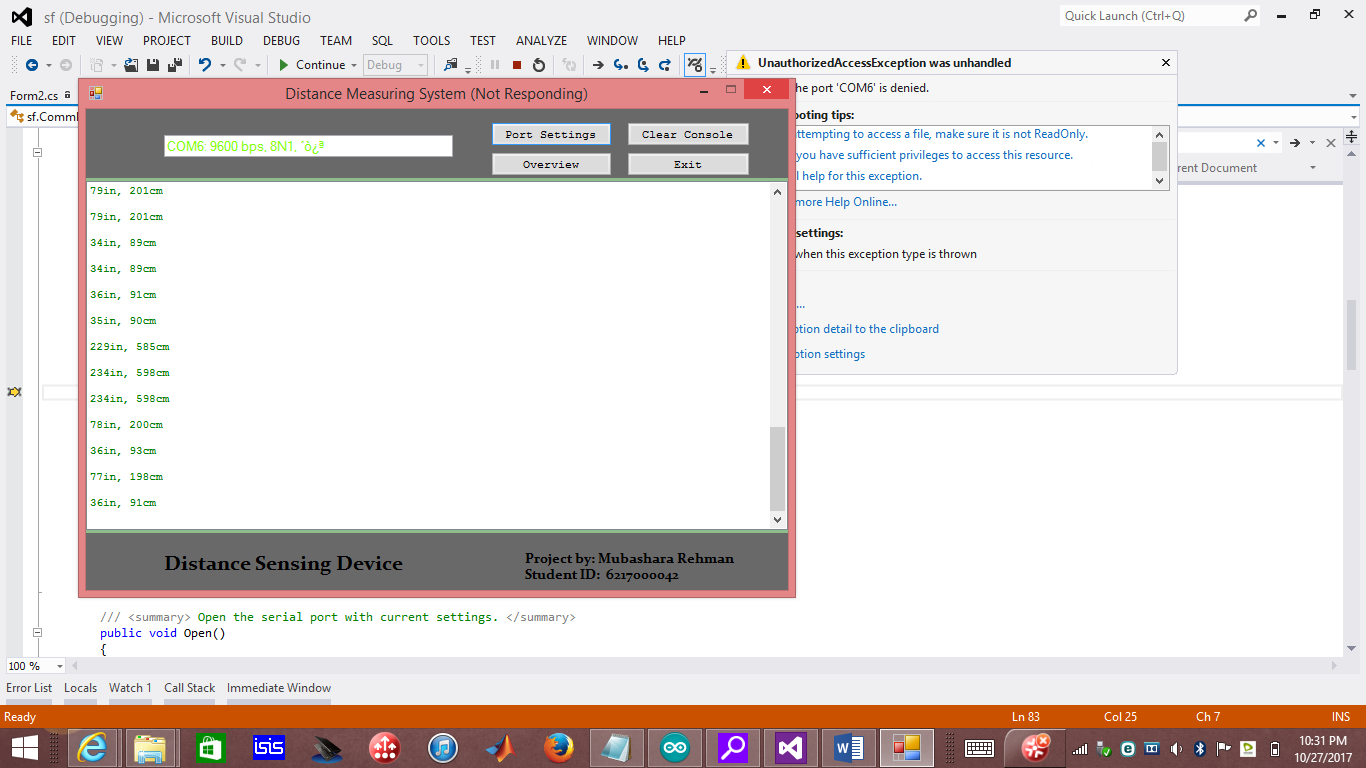 sf (Debugging) - Microsoft Visual Studio
Quick Launch (Ctrl+Q)
FILE EDIT VIEW PROJECT BUILD DEBUG TEAM SQL TOOLS TEST ANALYZE WINDOW HELP
Continue Debug
UnauthorizedAccessException was unhandled
he port 'COM6' is denied.
Form2.cs
sf.Comm
Distance Measuring System (Not Responding)
COM6: 9600 bps, 8N1,
Port Settings Clear Console
Overview Exit
ooting tips:
attempting to access a file, make sure it is not ReadOnly.
you have sufficient privileges to access this resource.
l help for this exception.
more Help Online...
settings:
when this exception type is thrown
...
ption detail to the clipboard
ption settings
rent Document
79in, 201cm
79in, 201cm
34in, 89cm
34in, 89cm
36in, 91cm
35in, 90cm
229in, 585cm
234in, 598cm
234in, 598cm
78in, 200cm
36in, 93cm
77in, 198cm
36in, 91cm
Distance Sensing Device
Project by: Mubashara Rehman
Student ID: 6217000042
/// <summary> Open the serial port with current settings. </summary>
public void Open()
{
100 %
Error List Locals Watch 1 Call Stack Immediate Window
Ready Ln 83 Col 25 Ch 7 INS
isis
10:31 PM
10/27/2017